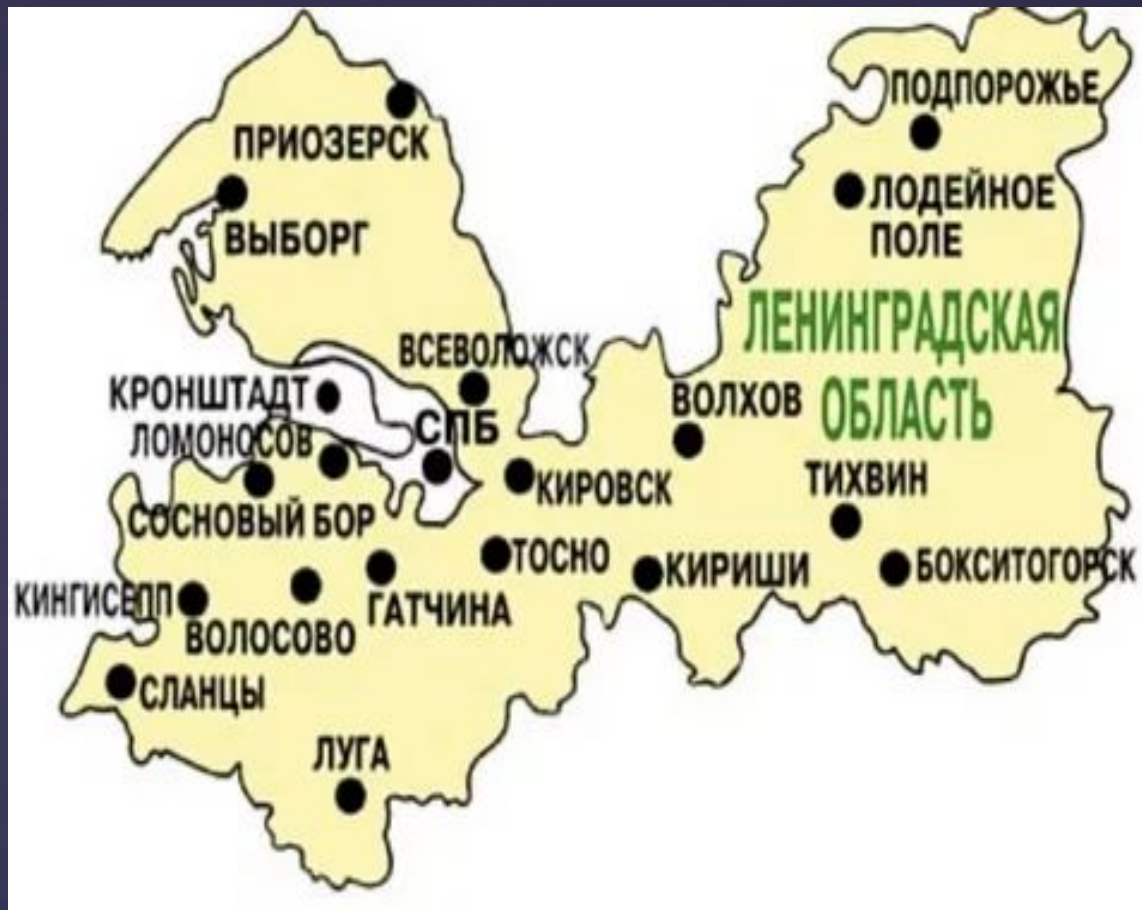 ПОДПОРОЖЬЕ
ПРИОЗЕРСК
ЛОДЕЙНОЕ
ПОЛЕ
ВЫБОРГ
ЛЕНИНГРАДСКАЯ
ОБЛАСТЬ
ВСЕВОЛОЖСК
КРОНШТАДТ
ВОЛХОВ
ЛОМОНОСОВ
СПБ
КИРОВСК
ТИХВИН
СОСНОВЫЙ БОР
ТОСНО
КИРИШИ
БОКСИТОГОРСК
КИНГИСЕПП
ГАТЧИНА
ВОЛОСОВО
СЛАНЦЫ
ЛУГА